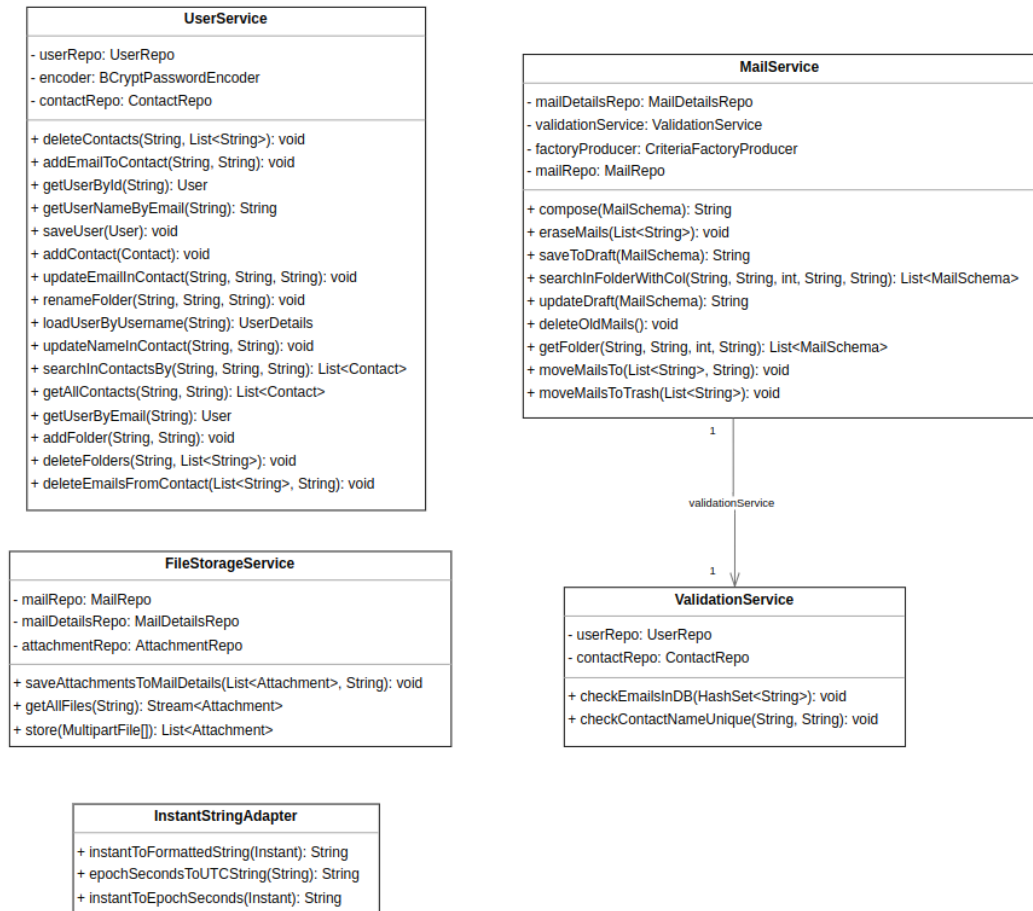 UserService
- userRepo: UserRepo
- encoder: BCryptPasswordEncoder
- contactRepo: ContactRepo
+ deleteContacts(String, List<String>): void
+ addEmailToContact(String, String): void
+ getUserById(String): User
+ getUserNameByEmail(String): String
+ saveUser(User): void
+ addContact(Contact): void
+ updateEmailInContact(String, String, String): void
+ renameFolder(String, String, String): void
+ loadUserByUsername(String): UserDetails
+ updateNameInContact(String, String): void
+ searchInContactsBy(String, String, String): List<Contact>
+ getAllContacts(String, String): List<Contact>
+ getUserByEmail(String): User
+ addFolder(String, String): void
+ deleteFolders(String, List<String>): void
+ deleteEmailsFromContact(List<String>, String): void
MailService
- mailDetailsRepo: MailDetailsRepo
- validationService: ValidationService
- factoryProducer: CriteriaFactoryProducer
- mailRepo: MailRepo
+ compose(MailSchema): String
+ eraseMails(List<String>): void
+ saveToDraft(MailSchema): String
+ searchInFolderWithCol(String, String, int, String, String): List<MailSchema>
+ updateDraft(MailSchema): String
+ deleteOldMails(): void
+ getFolder(String, String, int, String): List<MailSchema>
+ moveMailsTo(List<String>, String): void
+ moveMailsToTrash(List<String>): void
1
validationService
1
FileStorageService
- mailRepo: MailRepo
- mailDetailsRepo: MailDetailsRepo
- attachmentRepo: AttachmentRepo
+ saveAttachmentsToMailDetails(List<Attachment>, String): void
+ getAllFiles(String): Stream<Attachment>
+ store(MultipartFile[]): List<Attachment>
ValidationService
- userRepo: UserRepo
- contactRepo: ContactRepo
+ checkEmailsInDB(HashSet<String>): void
+ checkContactNameUnique(String, String): void
InstantStringAdapter
+ instantToFormattedString(Instant): String
+ epochSecondsToUTCString(String): String
+ instantToEpochSeconds(Instant): String